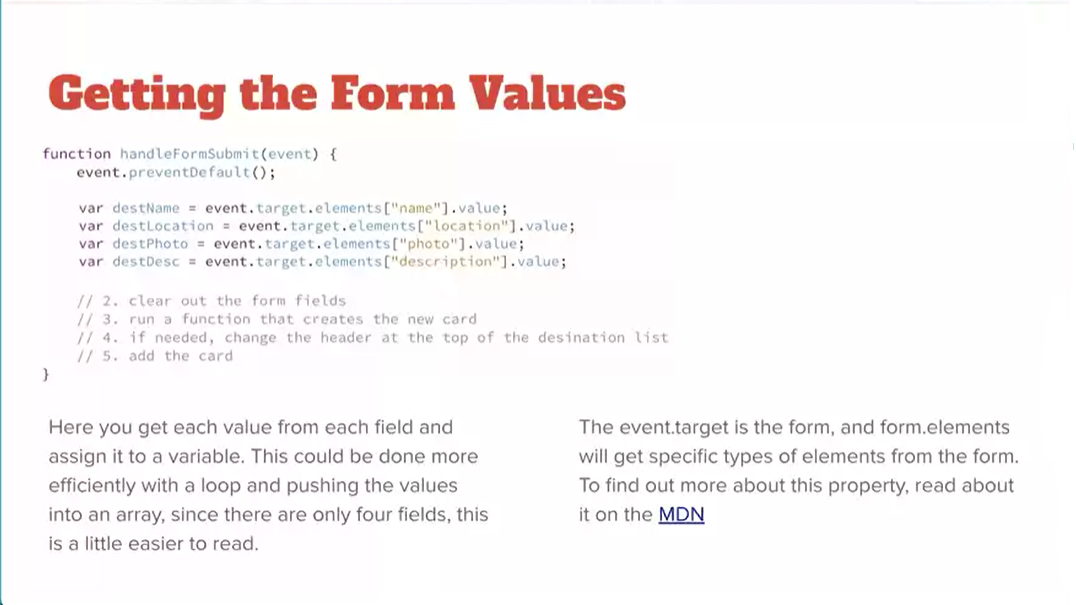 Getting the Form Values
function handleFormSubmit(event) {
event.preventDefault();
var destName = event.target.elements["name"].value;
var destLocation = event.target.elements["location"].value;
var destPhoto = event.target.elements["photo"].value;
var destDesc = event.target.elements["description"].value;
// 2. clear out the form fields
// 3. run a function that creates the new card
// 4. if needed, change the header at the top of the desination list
// 5. add the card
}
Here you get each value from each field and
assign it to a variable. This could be done more
efficiently with a loop and pushing the values
into an array, since there are only four fields, this
is a little easier to read.
The event.target is the form, and form.elements
will get specific types of elements from the form.
To find out more about this property, read about
it on the MDN